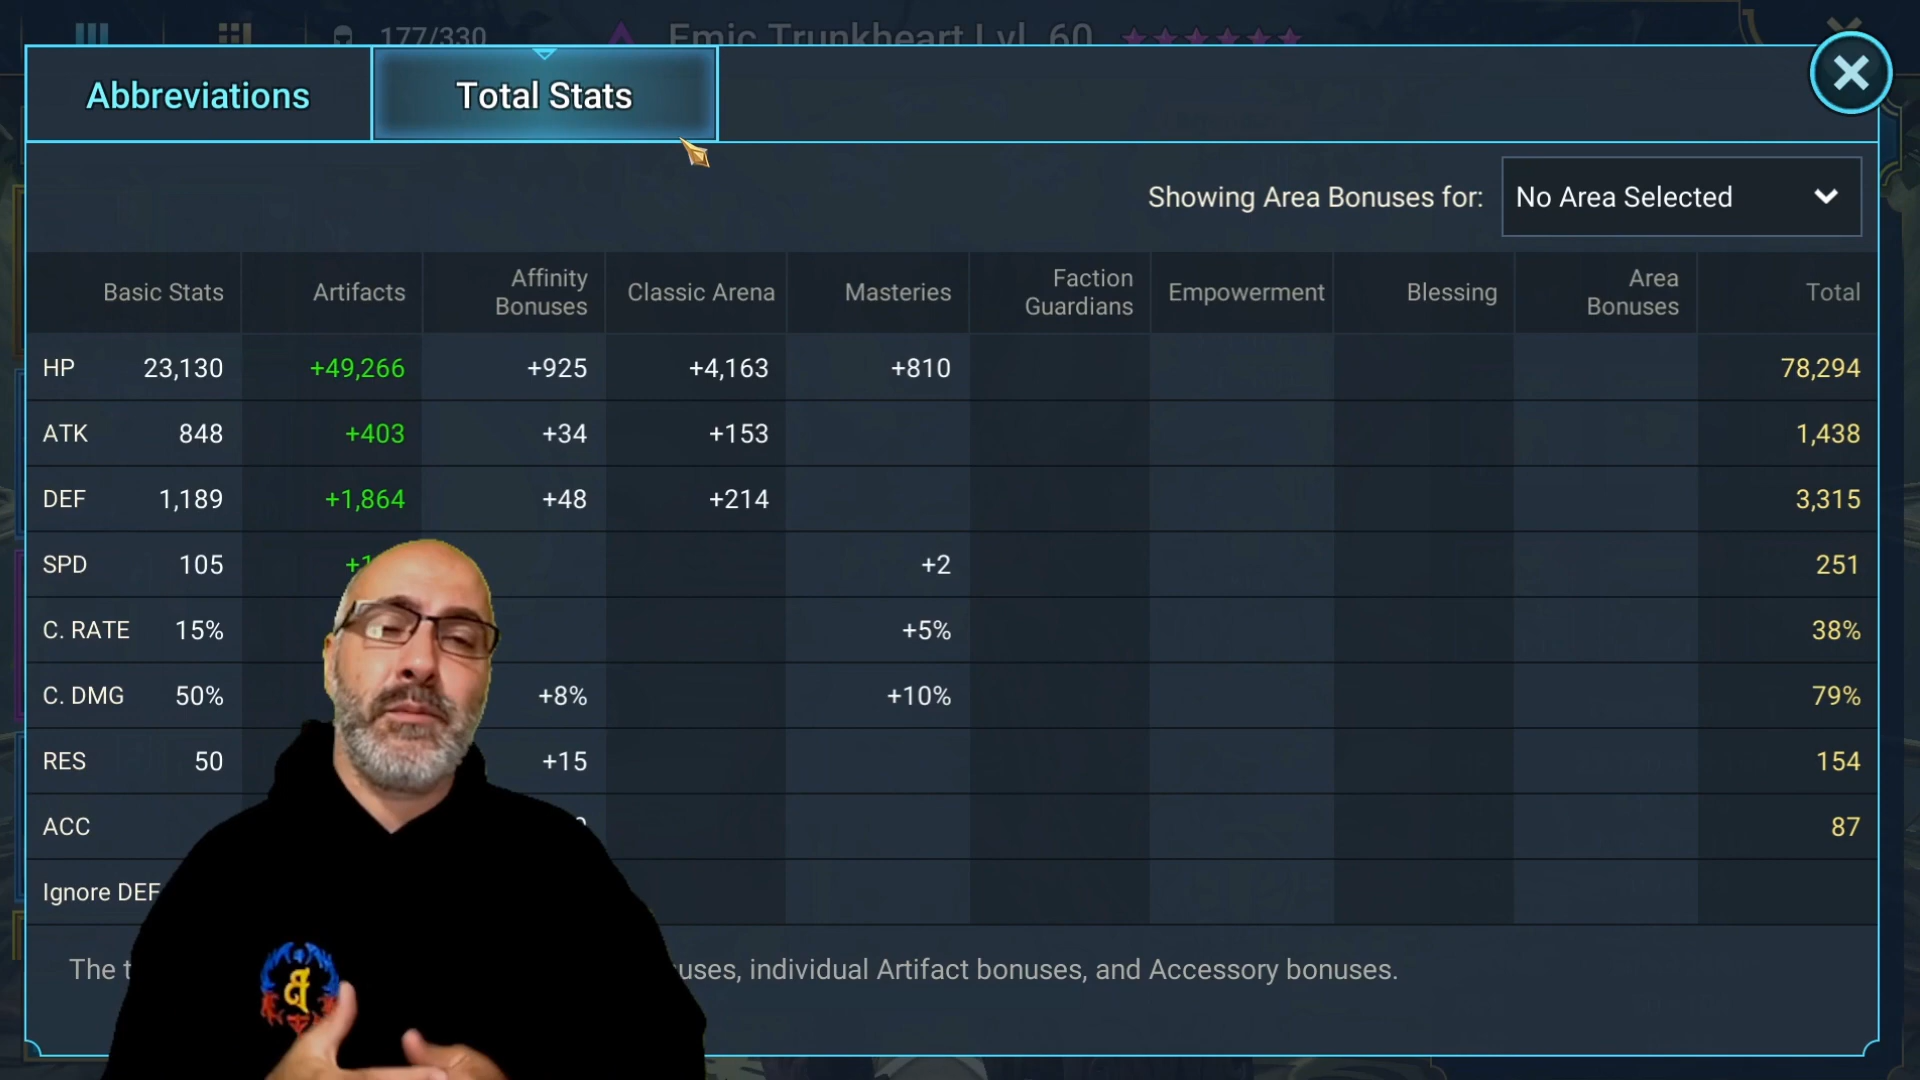 177/330 Emic Trunkheart Lvl 60
Abbreviations Total Stats
Showing Area Bonuses for: No Area Selected
Basic Stats Artifacts Affinity Bonuses Classic Arena Masteries Faction Guardians Empowerment Blessing Area Bonuses Total
HP 23,130 +49,266 +925 +4,163 +810 78,294
ATK 848 +403 +34 +153 1,438
DEF 1,189 +1,864 +48 +214 3,315
SPD 105 +2 251
C. RATE 15% +5% 38%
C. DMG 50% +8% +10% 79%
RES 50 +15 154
ACC 87
Ignore DEF
The individual Artifact bonuses, and Accessory bonuses.